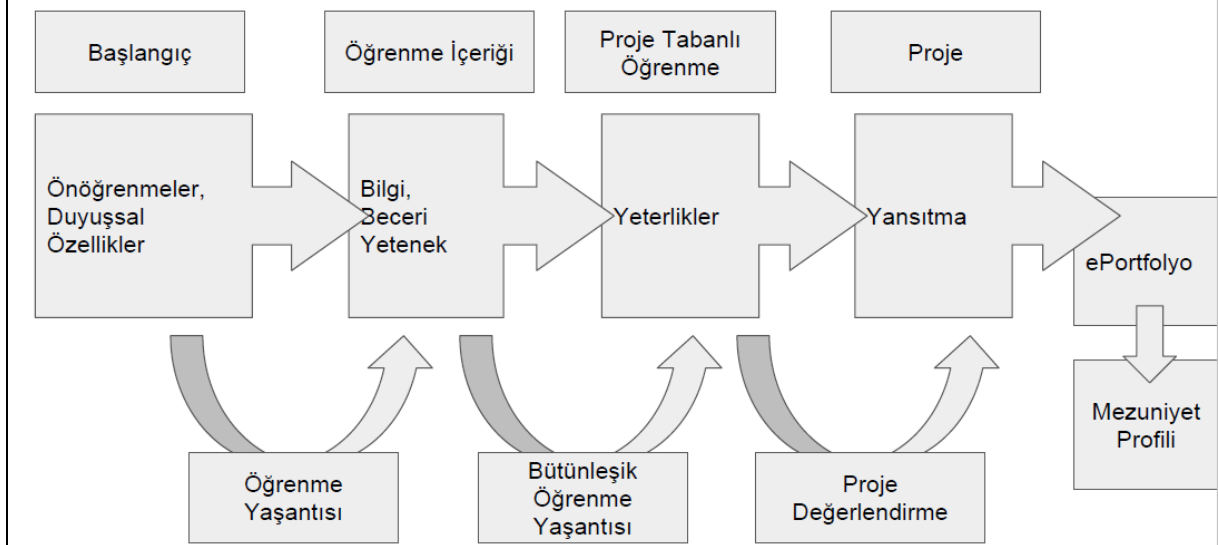 Başlangıç
Öğrenme İçeriği
Proje Tabanlı
Öğrenme
Proje
Önöğrenmeler,
Duyuşsal
Özellikler
Bilgi,
Beceri
Yetenek
Yeterlikler
Yansıtma
ePortfolyo
Mezuniyet
Profili
Öğrenme
Yaşantısı
Bütünleşik
Öğrenme
Yaşantısı
Proje
Değerlendirme